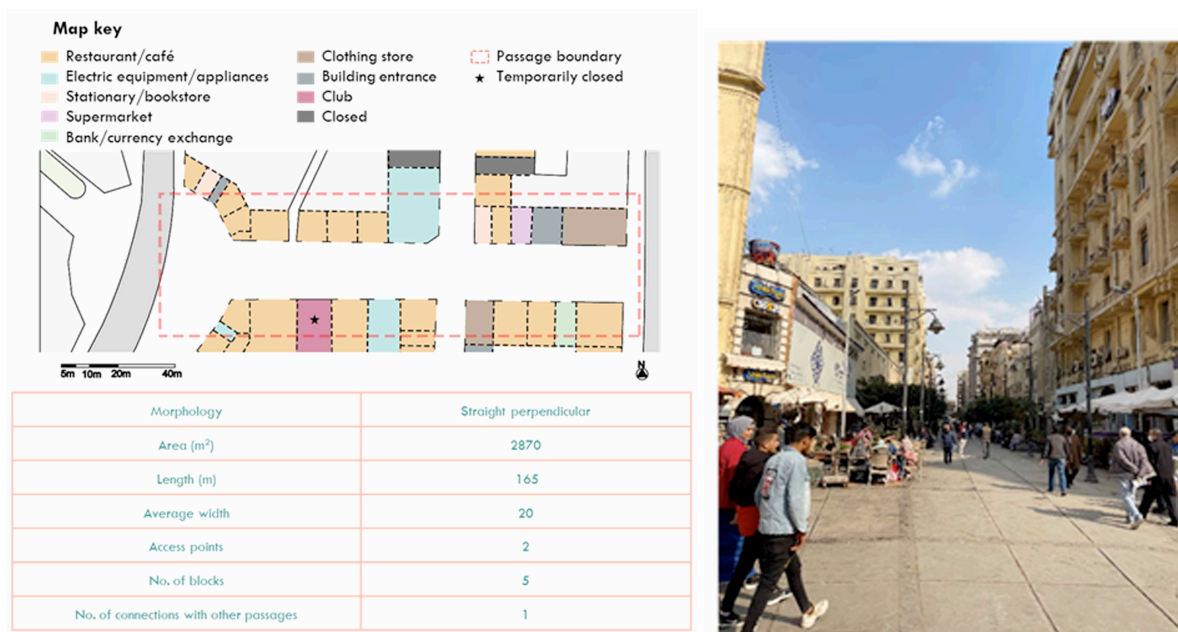 Map key
Restaurant/café
Electric equipment/appliances
Stationary/bookstore
Supermarket
Bank/currency exchange
Clothing store
Building entrance
Club
Closed
Passage boundary
Temporarily closed
5m 10m 20m 40m
N
Morphology Straight perpendicular
Area (m²) 2870
Length (m) 165
Average width 20
Access points 2
No. of blocks 5
No. of connections with other passages 1